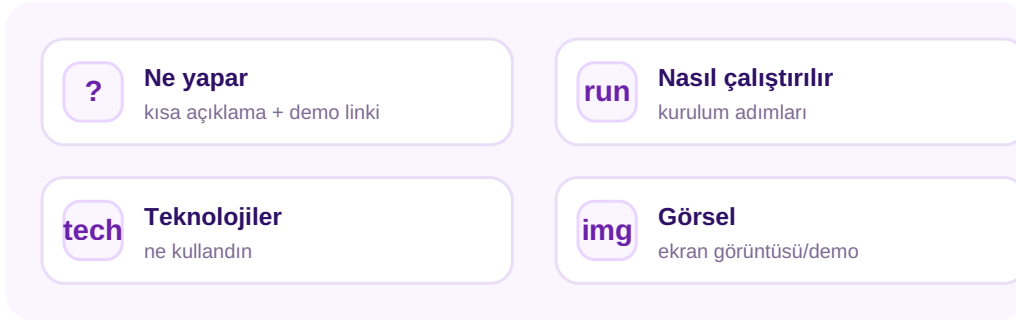 ?
Ne yapar
kısa açıklama + demo linki
run
Nasıl çalıştırılır
kurulum adımları
tech
Teknolojiler
ne kullandın
img
Görsel
ekran görüntüsü/demo